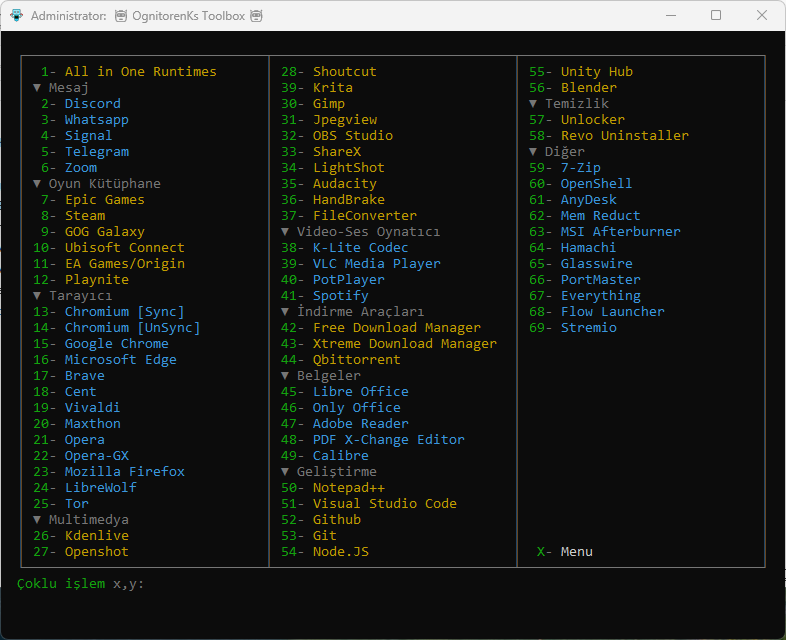 Administrator: OgnitorenKs Toolbox
1- All in One Runtimes
▼ Mesaj
2- Discord
3- Whatsapp
4- Signal
5- Telegram
6- Zoom
▼ Oyun Kütüphane
7- Epic Games
8- Steam
9- GOG Galaxy
10- Ubisoft Connect
11- EA Games/Origin
12- Playnite
▼ Tarayıcı
13- Chromium [Sync]
14- Chromium [UnSync]
15- Google Chrome
16- Microsoft Edge
17- Brave
18- Cent
19- Vivaldi
20- Maxthon
21- Opera
22- Opera-GX
23- Mozilla Firefox
24- LibreWolf
25- Tor
▼ Multimedya
26- Kdenlive
27- Openshot
28- Shoutcut
39- Krita
30- Gimp
31- Jpegview
32- OBS Studio
33- ShareX
34- LightShot
35- Audacity
36- HandBrake
37- FileConverter
▼ Video-Ses Oynatıcı
38- K-Lite Codec
39- VLC Media Player
40- PotPlayer
41- Spotify
▼ İndirme Araçları
42- Free Download Manager
43- Xtreme Download Manager
44- Qbittorrent
▼ Belgeler
45- Libre Office
46- Only Office
47- Adobe Reader
48- PDF X-Change Editor
49- Calibre
▼ Geliştirme
50- Notepad++
51- Visual Studio Code
52- Github
53- Git
54- Node.JS
55- Unity Hub
56- Blender
▼ Temizlik
57- Unlocker
58- Revo Uninstaller
▼ Diğer
59- 7-Zip
60- OpenShell
61- AnyDesk
62- Mem Reduct
63- MSI Afterburner
64- Hamachi
65- Glasswire
66- PortMaster
67- Everything
68- Flow Launcher
69- Stremio
X- Menu
Çoklu işlem x,y: